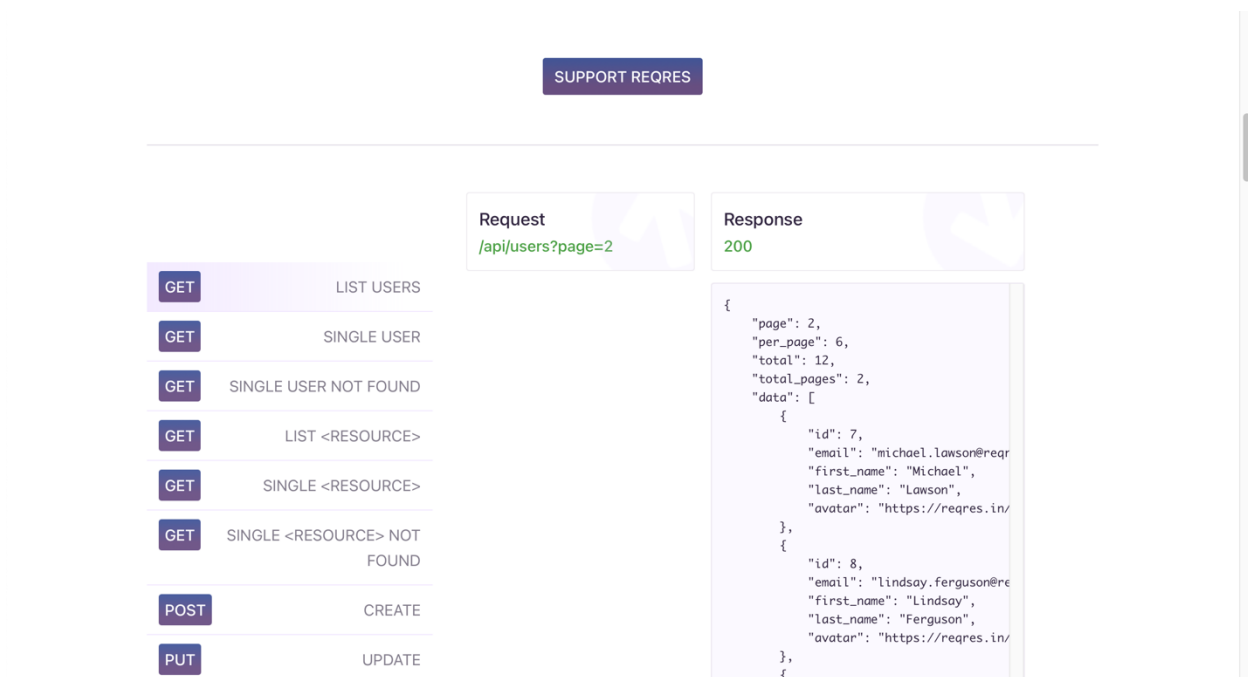 SUPPORT REQRES
Request
/api/users?page=2
Response
200
GET LIST USERS
GET SINGLE USER
GET SINGLE USER NOT FOUND
GET LIST <RESOURCE>
GET SINGLE <RESOURCE>
GET SINGLE <RESOURCE> NOT
FOUND
POST CREATE
PUT UPDATE
{
"page": 2,
"per_page": 6,
"total": 12,
"total_pages": 2,
"data": [
{
"id": 7,
"email": "michael.lawson@reqr
"first_name": "Michael",
"last_name": "Lawson",
"avatar": "https://reqres.in/
},
{
"id": 8,
"email": "lindsay.ferguson@re
"first_name": "Lindsay",
"last_name": "Ferguson",
"avatar": "https://reqres.in/
},
{